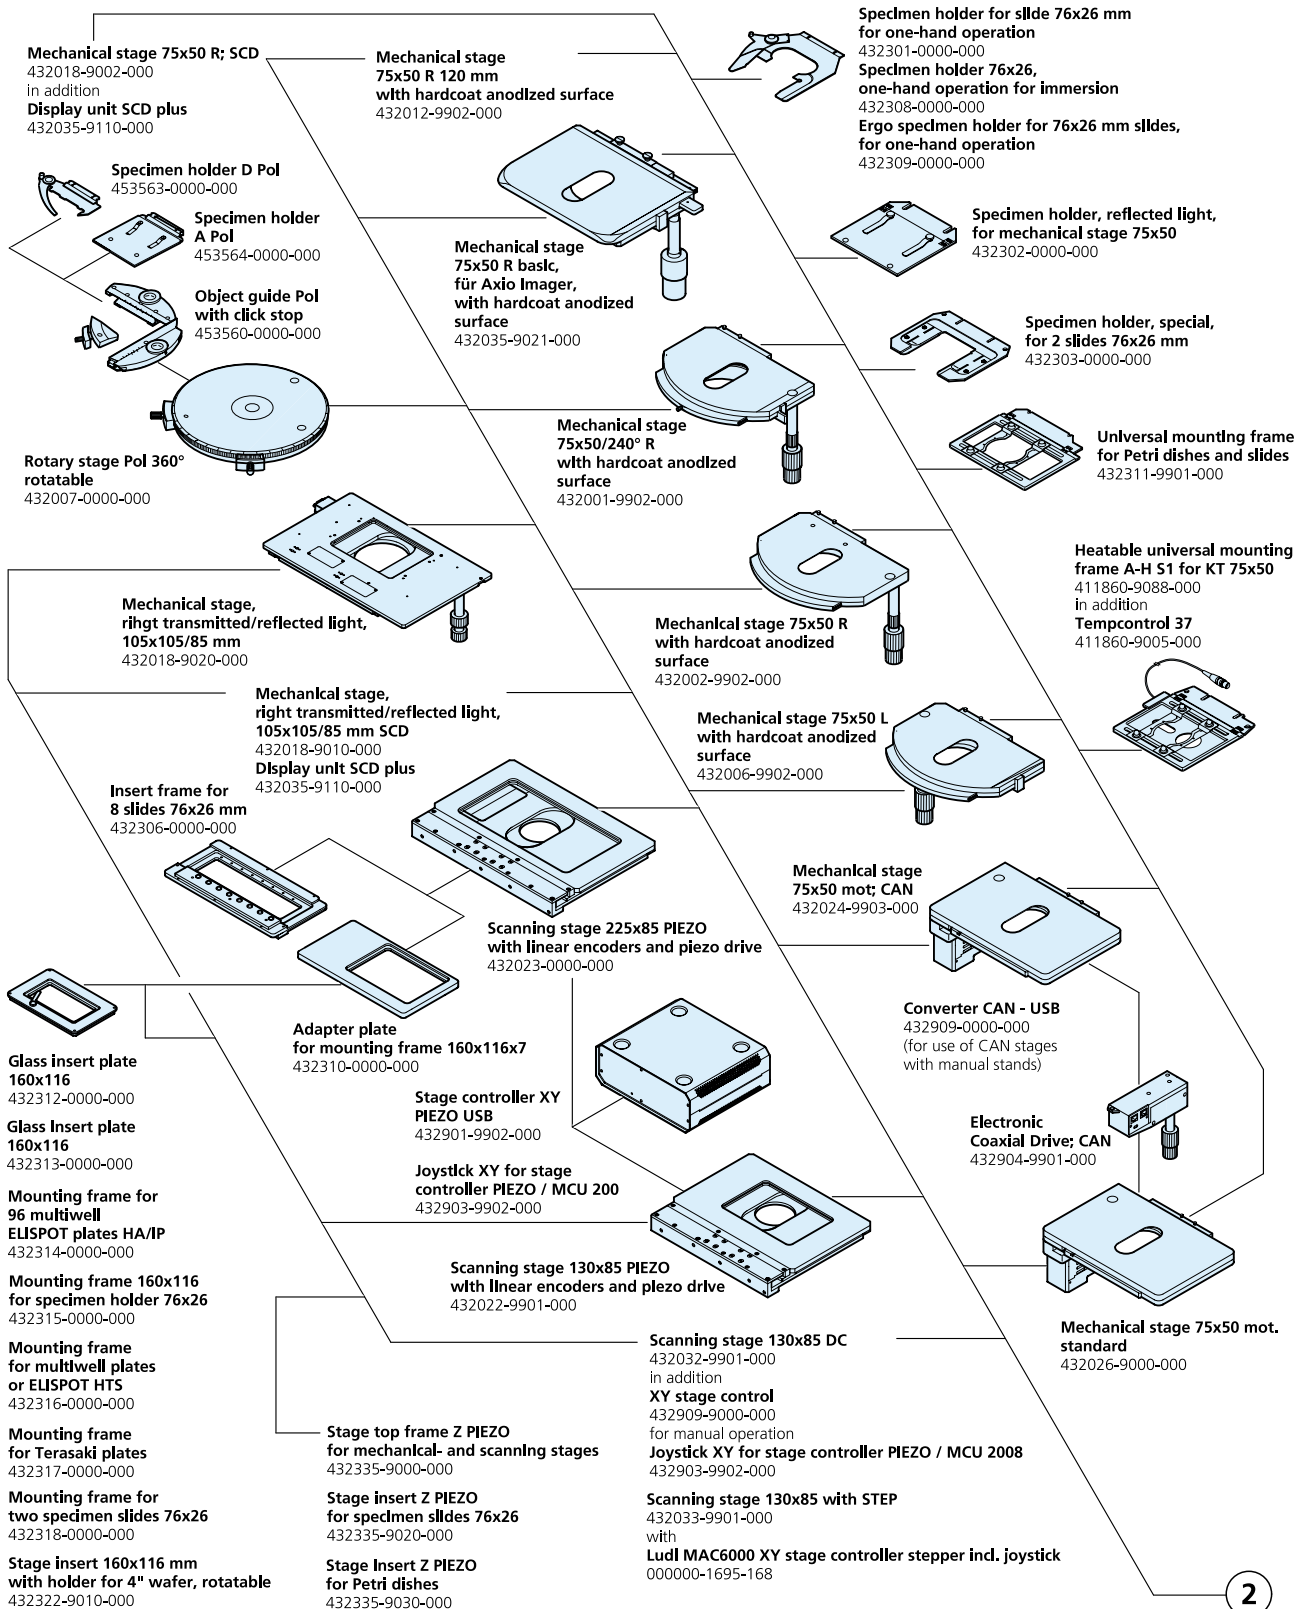 Mechanical stage 75x50 R; SCD
432018-9002-000
in addition
Display unit SCD plus
432035-9110-000
Mechanical stage
75x50 R 120 mm
with hardcoat anodized surface
432012-9902-000
Specimen holder for slide 76x26 mm
for one-hand operation
432301-0000-000
Specimen holder 76x26,
one-hand operation for immersion
432308-0000-000
Ergo specimen holder for 76x26 mm slides,
for one-hand operation
432309-0000-000
Specimen holder D Pol
453563-0000-000
Specimen holder
A Pol
453564-0000-000
Object guide Pol
with click stop
453560-0000-000
Mechanical stage
75x50 R basic,
für Axio Imager,
with hardcoat anodized
surface
432035-9021-000
Specimen holder, reflected light,
for mechanical stage 75x50
432302-0000-000
Specimen holder, special,
for 2 slides 76x26 mm
432303-0000-000
Rotary stage Pol 360°
rotatable
432007-0000-000
Mechanical stage
75x50/240° R
with hardcoat anodized
surface
432001-9902-000
Universal mounting frame
for Petri dishes and slides
432311-9901-000
Mechanical stage,
rihgt transmitted/reflected light,
105x105/85 mm
432018-9020-000
Mechanical stage 75x50 R
with hardcoat anodized
surface
432002-9902-000
Heatable universal mounting
frame A-H S1 for KT 75x50
411860-9088-000
in addition
Tempcontrol 37
411860-9005-000
Mechanical stage,
right transmitted/reflected light,
105x105/85 mm SCD
432018-9010-000
Display unit SCD plus
432035-9110-000
Mechanical stage 75x50 L
with hardcoat anodized
surface
432006-9902-000
Insert frame for
8 slides 76x26 mm
432306-0000-000
Mechanical stage
75x50 mot; CAN
432024-9903-000
Scanning stage 225x85 PIEZO
with linear encoders and piezo drive
432023-0000-000
Adapter plate
for mounting frame 160x116x7
432310-0000-000
Converter CAN - USB
432909-0000-000
(for use of CAN stages
with manual stands)
Stage controller XY
PIEZO USB
432901-9902-000
Electronic
Coaxial Drive; CAN
432904-9901-000
Joystick XY for stage
controller PIEZO / MCU 200
432903-9902-000
Scanning stage 130x85 PIEZO
with linear encoders and piezo drive
432022-9901-000
Mechanical stage 75x50 mot.
standard
432026-9000-000
Glass insert plate
160x116
432312-0000-000
Glass Insert plate
160x116
432313-0000-000
Mounting frame for
96 multiwell
ELISPOT plates HA/IP
432314-0000-000
Mounting frame 160x116
for specimen holder 76x26
432315-0000-000
Mounting frame
for multiwell plates
or ELISPOT HTS
432316-0000-000
Mounting frame
for Terasaki plates
432317-0000-000
Mounting frame for
two specimen slides 76x26
432318-0000-000
Stage insert 160x116 mm
with holder for 4" wafer, rotatable
432322-9010-000
Stage top frame Z PIEZO
for mechanical- and scanning stages
432335-9000-000
Stage insert Z PIEZO
for specimen slides 76x26
432335-9020-000
Stage Insert Z PIEZO
for Petri dishes
432335-9030-000
Scanning stage 130x85 DC
432032-9901-000
in addition
XY stage control
432909-9000-000
for manual operation
Joystick XY for stage controller PIEZO / MCU 2008
432903-9902-000
Scanning stage 130x85 with STEP
432033-9901-000
with
Ludl MAC6000 XY stage controller stepper incl. joystick
000000-1695-168
2